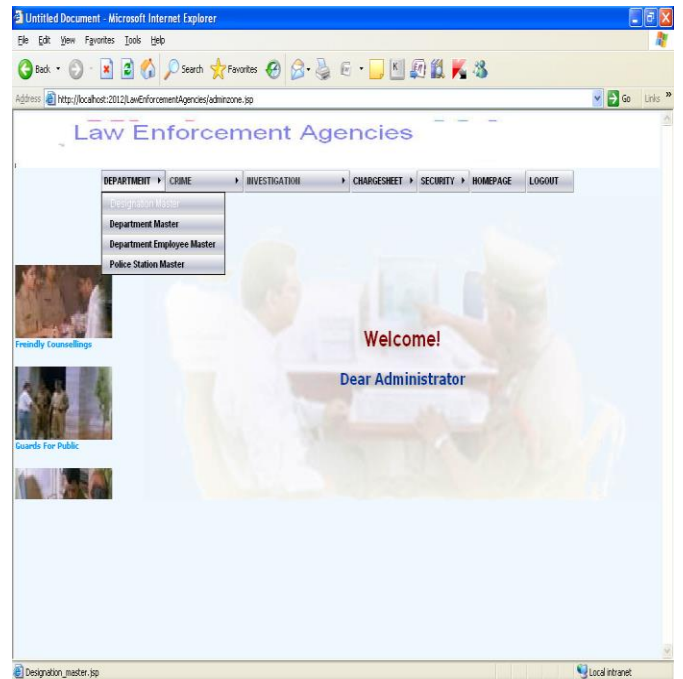 Untitled Document - Microsoft Internet Explorer
File Edit View Favorites Tools Help
Back Search Favorites
Address http://localhost:2012/LawEnforcementAgencies/adminzone.jsp Go Links »
Law Enforcement Agencies
DEPARTMENT CRIME INVESTIGATION CHARGESHEET SECURITY HOMEPAGE LOGOUT
Designation Master
Department Master
Department Employee Master
Police Station Master
Freindly Counsellings
Welcome!
Dear Administrator
Guards For Public
Designation_master.jsp Local intranet